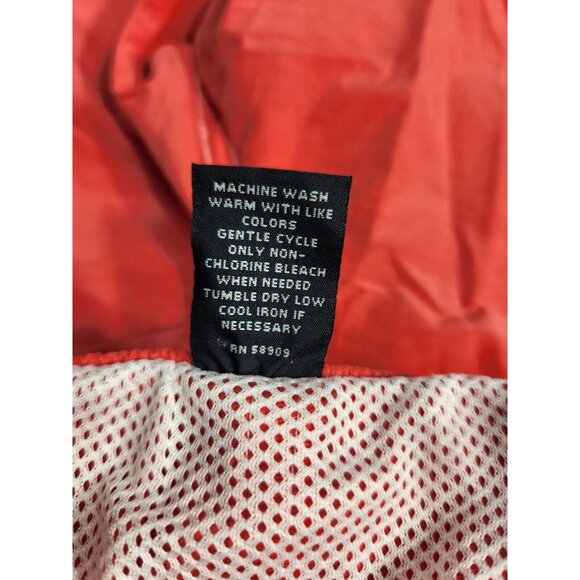 MACHINE WASH
WARM WITH LIKE
COLORS
GENTLE CYCLE
ONLY NON-
CHLORINE BLEACH
WHEN NEEDED
TUMBLE DRY LOW
COOL IRON IF
NECESSARY
RN 58909